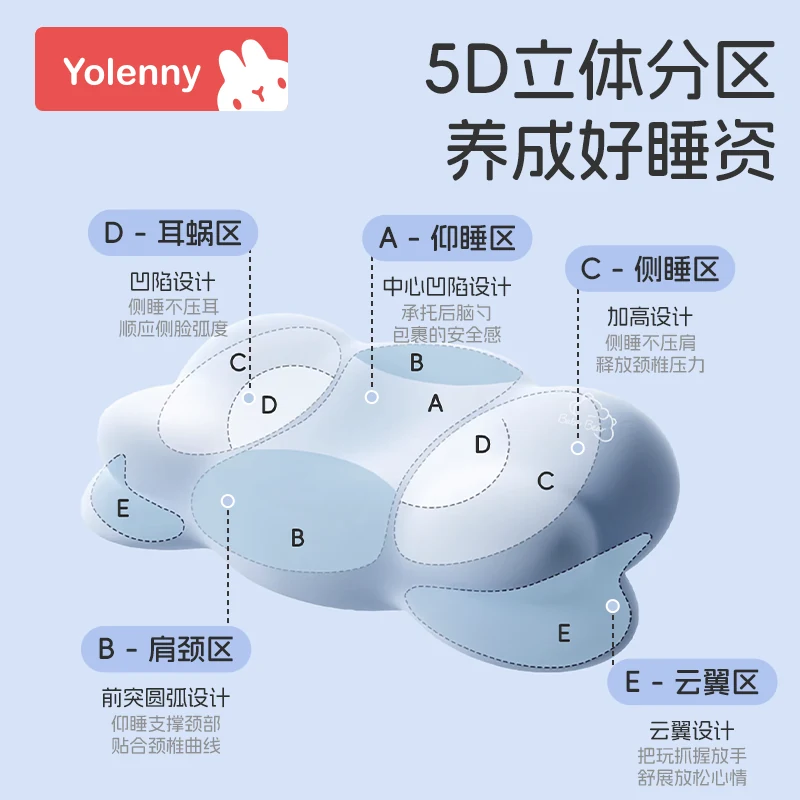 Yolenny
5D立体分区
养成好睡资
D - 耳蜗区
凹陷设计
侧睡不压耳
顺应侧脸弧度
A - 仰睡区
中心凹陷设计
承托后脑勺
包裹的安全感
C - 侧睡区
加高设计
侧睡不压肩
释放颈椎压力
C
D
B
A
D
C
E
B
E
B - 肩颈区
前突圆弧设计
仰睡支撑颈部
贴合颈椎曲线
E - 云翼区
云翼设计
把玩抓握放手
舒展放松心情